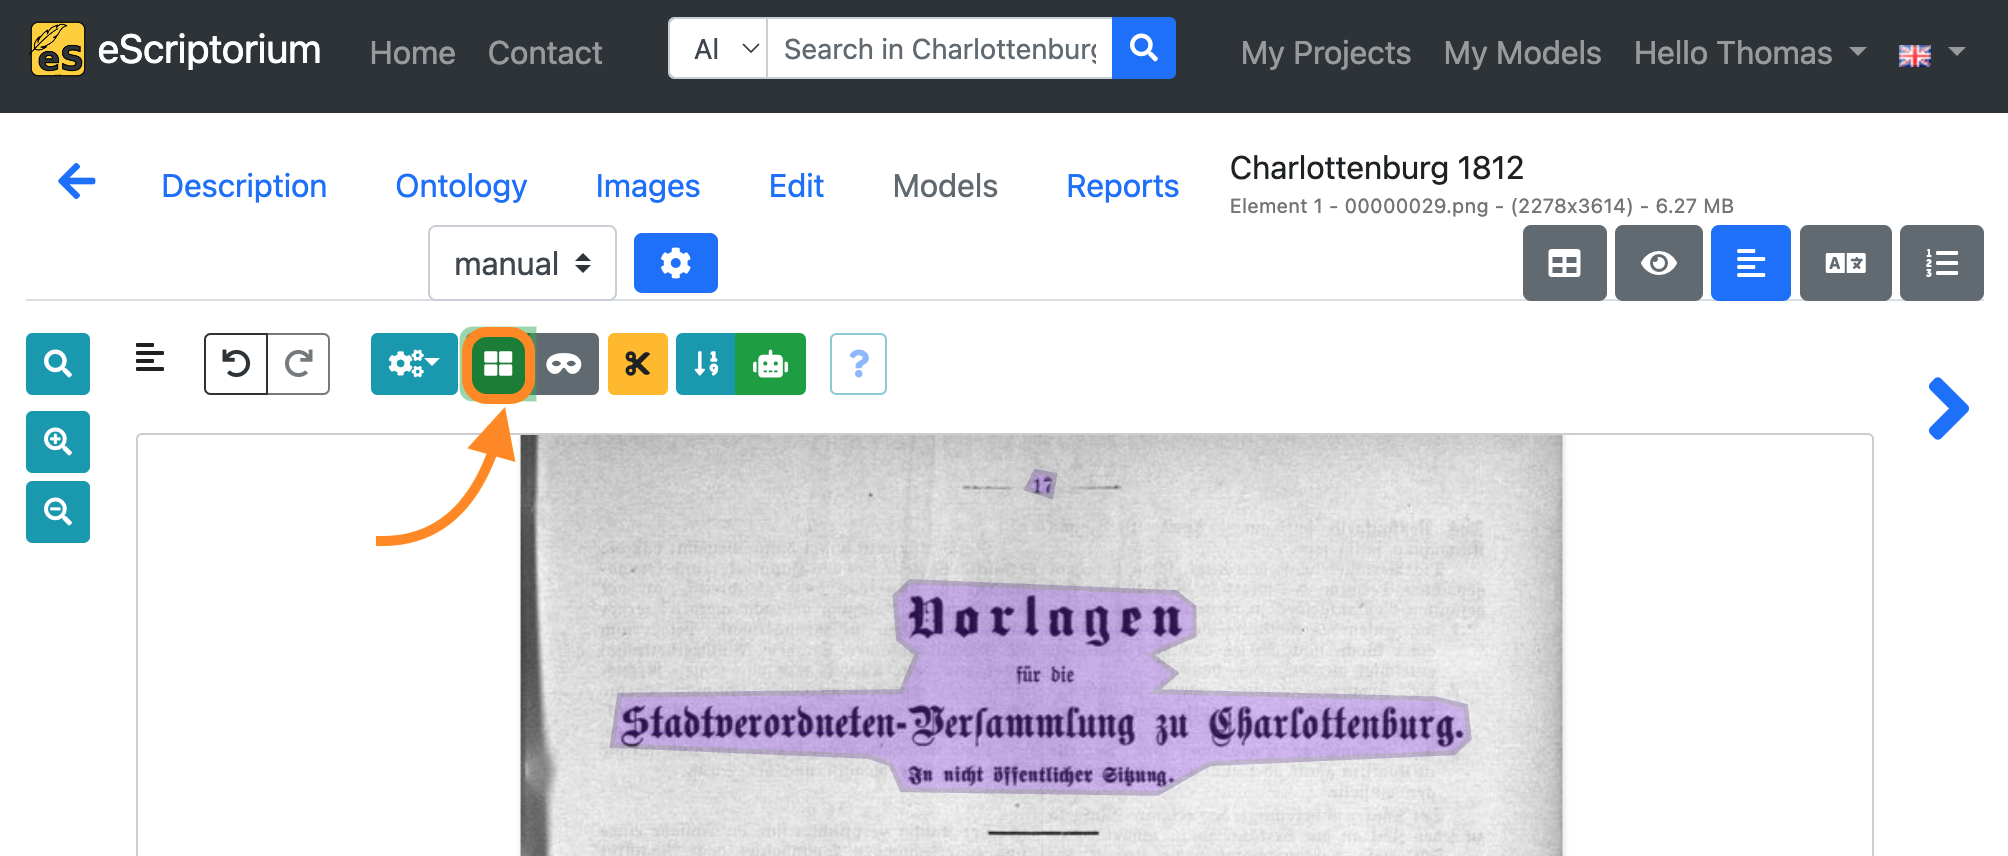 es eScriptorium Home Contact Al Search in Charlottenburg My Projects My Models Hello Thomas
Description Ontology Images Edit Models Reports Charlottenburg 1812
Element 1 - 00000029.png - (2278x3614) - 6.27 MB
manual
17
Vorlagen
für die
Stadtverordneten-Versammlung zu Charlottenburg.
In nicht öffentlicher Sitzung.